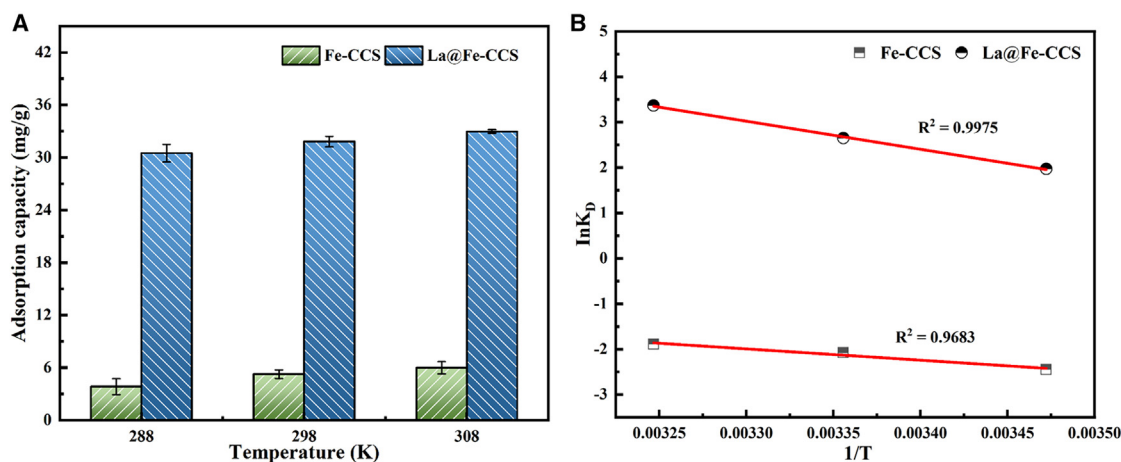 A
Adsorption capacity (mg/g)
42
36
30
24
18
12
6
0
Fe-CCS
La@Fe-CCS
288
298
308
Temperature (K)
B
InK_D
5
4
3
2
1
0
-1
-2
-3
Fe-CCS
La@Fe-CCS
R² = 0.9975
R² = 0.9683
0.00325
0.00330
0.00335
0.00340
0.00345
0.00350
1/T